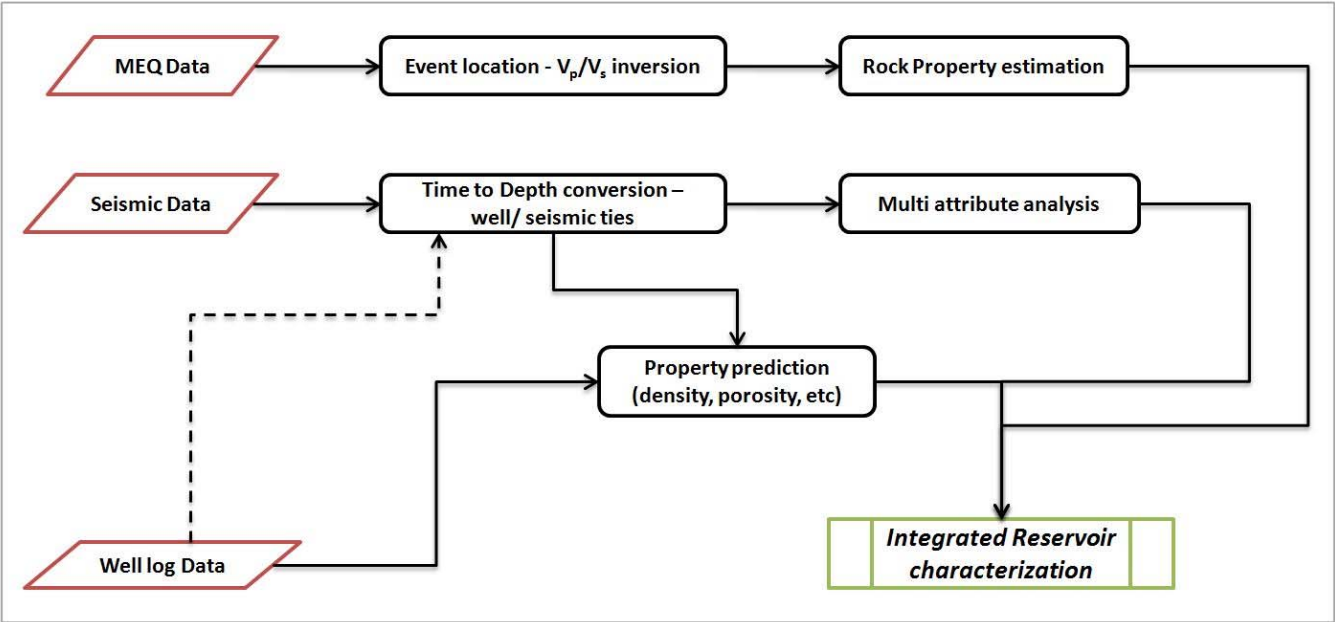 MEQ Data
Event location - Vp/Vs inversion
Rock Property estimation
Seismic Data
Time to Depth conversion –
well/ seismic ties
Multi attribute analysis
Property prediction
(density, porosity, etc)
Well log Data
Integrated Reservoir
characterization